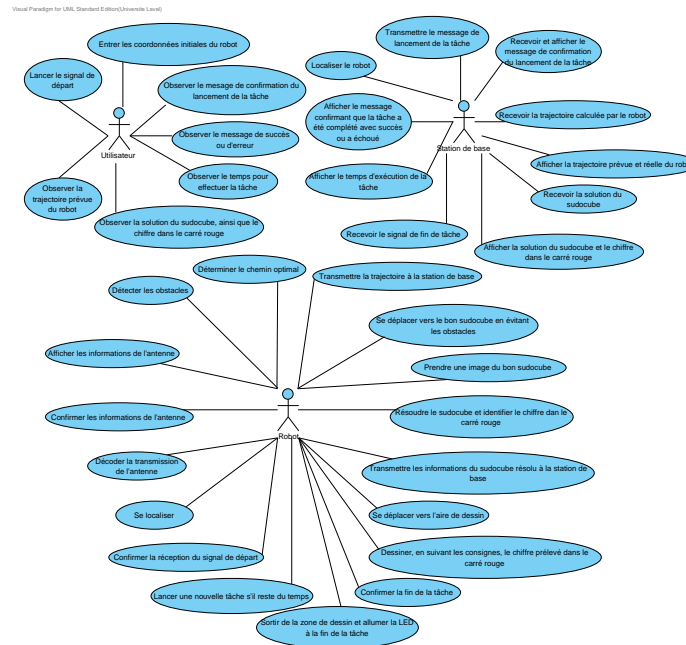 Visual Paradigm for UML Standard Edition(Universite Laval)
Entrer les coordonnées initiales du robot
Lancer le signal de
départ
Observer le mesage de confirmation du
lancement de la tâche
Observer le message de succès
ou d'erreur
Utilisateur
Observer le temps pour
effectuer la tâche
Observer la
trajectoire prévue
du robot
Observer la solution du sudocube, ainsi que le
chiffre dans le carré rouge
Transmettre le message de
lancement de la tâche
Recevoir et afficher le
message de confirmation
du lancement de la tâche
Localiser le robot
Afficher le message
confirmant que la tâche a
été complété avec succès
ou a échoué
Recevoir la trajectoire calculée par le robot
Station de base
Afficher la trajectoire prévue et réelle du rob
Afficher le temps d'exécution de la
tâche
Recevoir la solution du
sudocube
Recevoir le signal de fin de tâche
Afficher la solution du sudocube et le chiffre
dans le carré rouge
Déterminer le chemin optimal
Transmettre la trajectoire à la station de base
Détecter les obstacles
Se déplacer vers le bon sudocube en évitant
les obstacles
Afficher les informations de l'antenne
Prendre une image du bon sudocube
Confirmer les informations de l'antenne
Résoudre le sudocube et identifier le chiffre dan le
carré rouge
Robot
Décoder la transmission
de l'antenne
Transmettre les informations du sudocube résolu à la station de
base
Se localiser
Se déplacer vers l'aire de dessin
Confirmer la réception du signal de départ
Dessiner, en suivant les consignes, le chiffre prélevé dans le
carré rouge
Lancer une nouvelle tâche s'il reste du temps
Confirmer la fin de la tâche
Sortir de la zone de dessin et allumer la LED
à la fin de la tâche